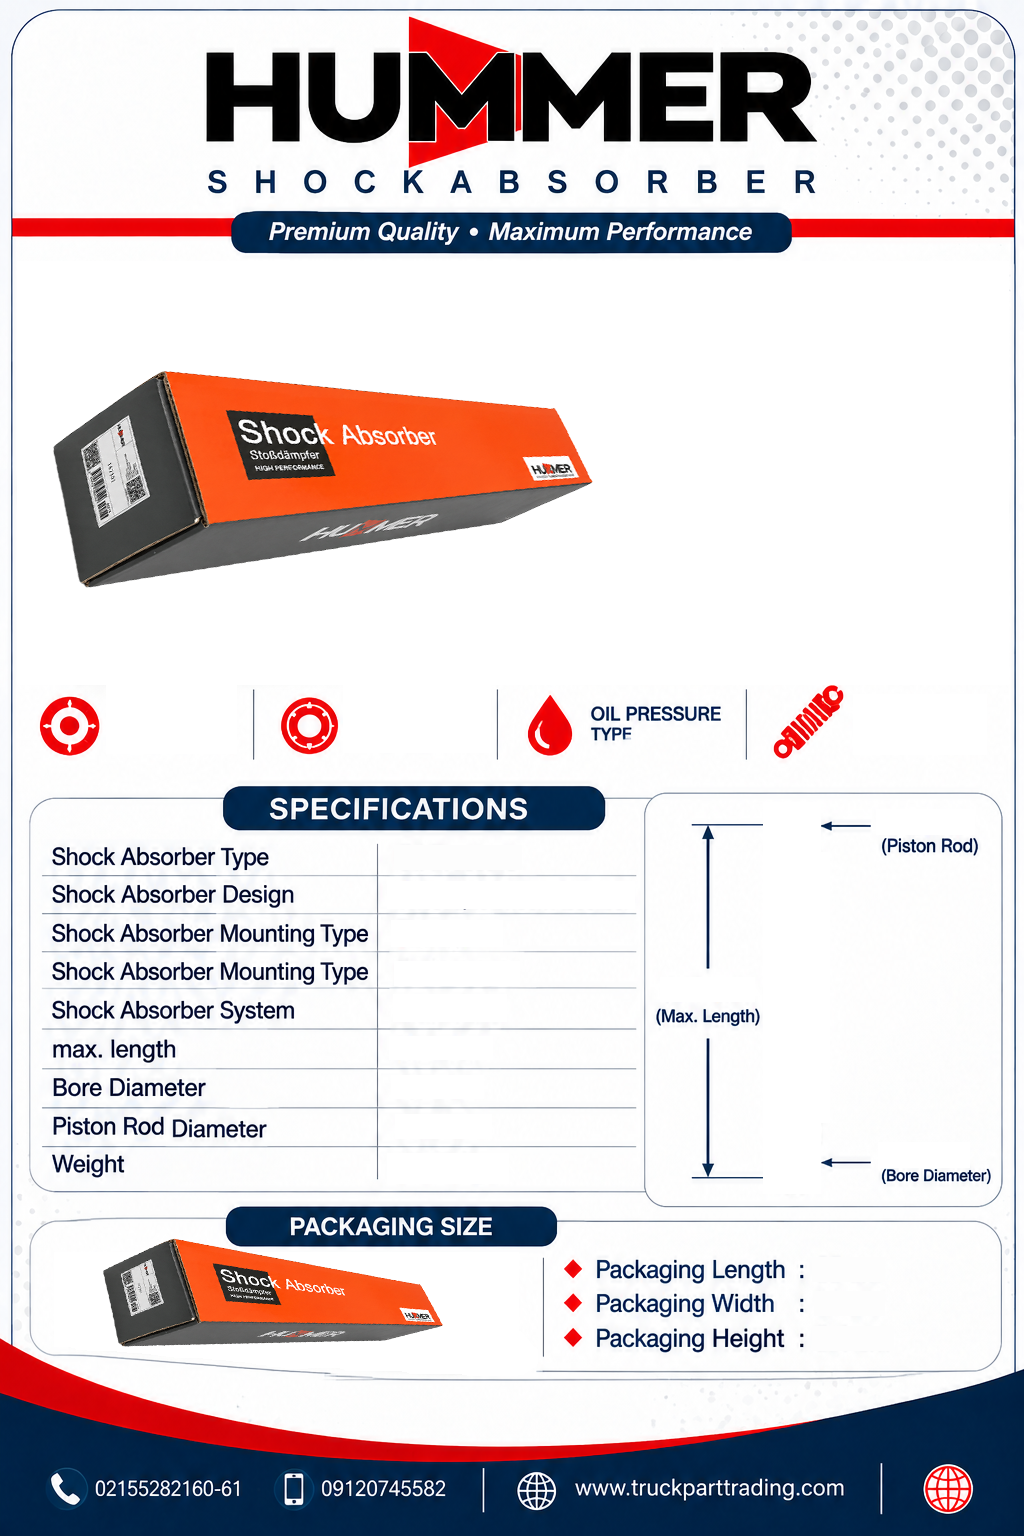 HUMMER
SHOCKABSORBER
Premium Quality • Maximum Performance
Shock Absorber
Stoßdämpfer
HIGH PERFORMANCE
HUMMER
HUMMER
OIL PRESSURE
TYPE
SPECIFICATIONS
Shock Absorber Type
Shock Absorber Design
Shock Absorber Mounting Type
Shock Absorber Mounting Type
Shock Absorber System
max. length
Bore Diameter
Piston Rod Diameter
Weight
(Piston Rod)
(Max. Length)
(Bore Diameter)
PACKAGING SIZE
Shock Absorber
Stoßdämpfer
HIGH PERFORMANCE
HUMMER
HUMMER
Packaging Length :
Packaging Width :
Packaging Height :
02155282160-61
09120745582
www.truckparttrading.com